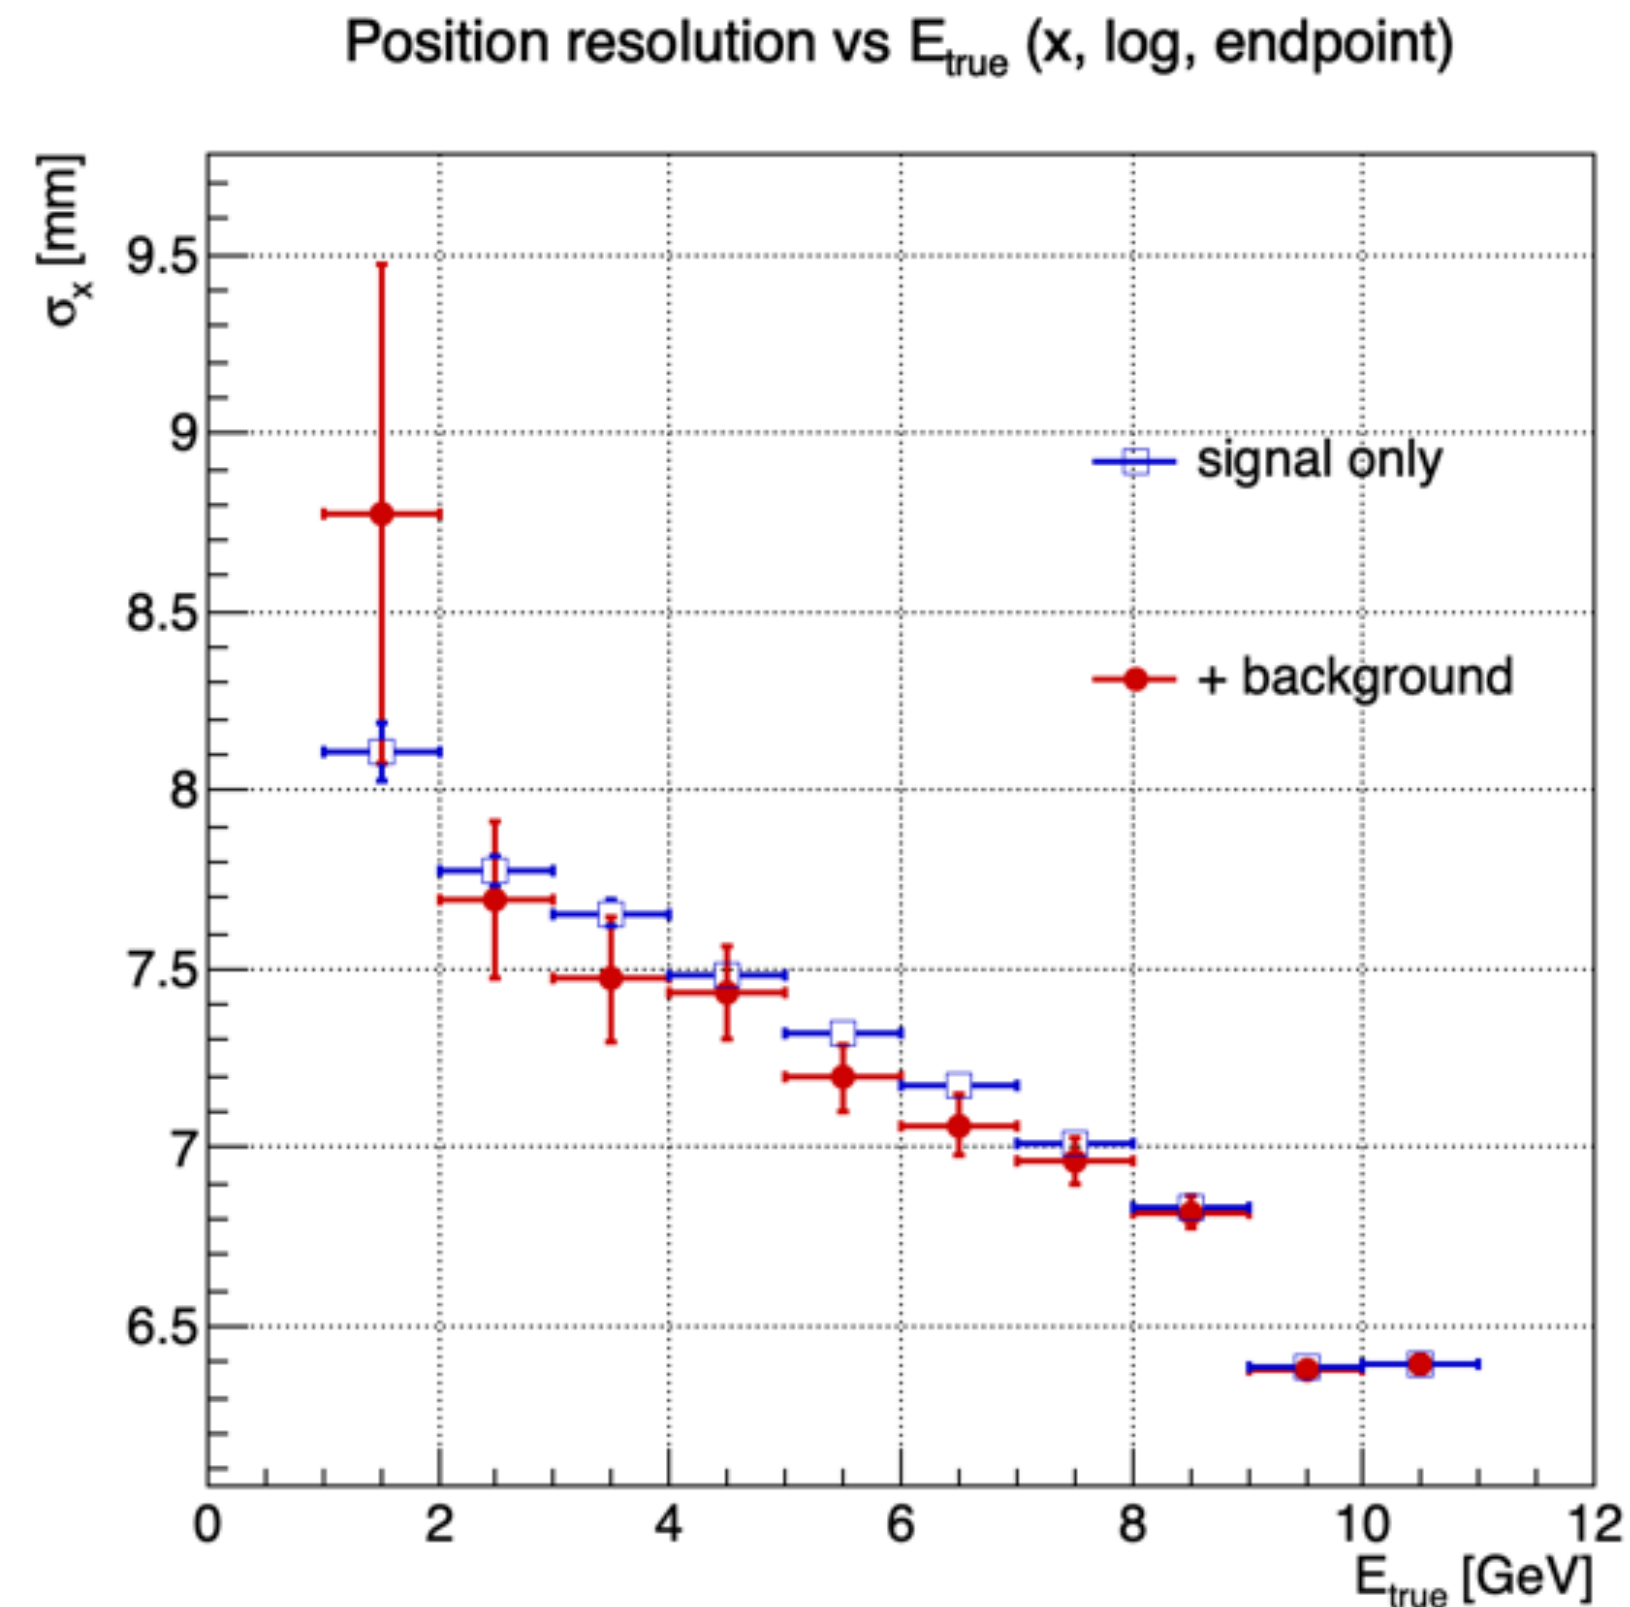 Position resolution vs E_true (x, log, endpoint)
σ_x [mm]
9.5
9
8.5
8
7.5
7
6.5
signal only
+ background
0 2 4 6 8 10 12
E_true [GeV]